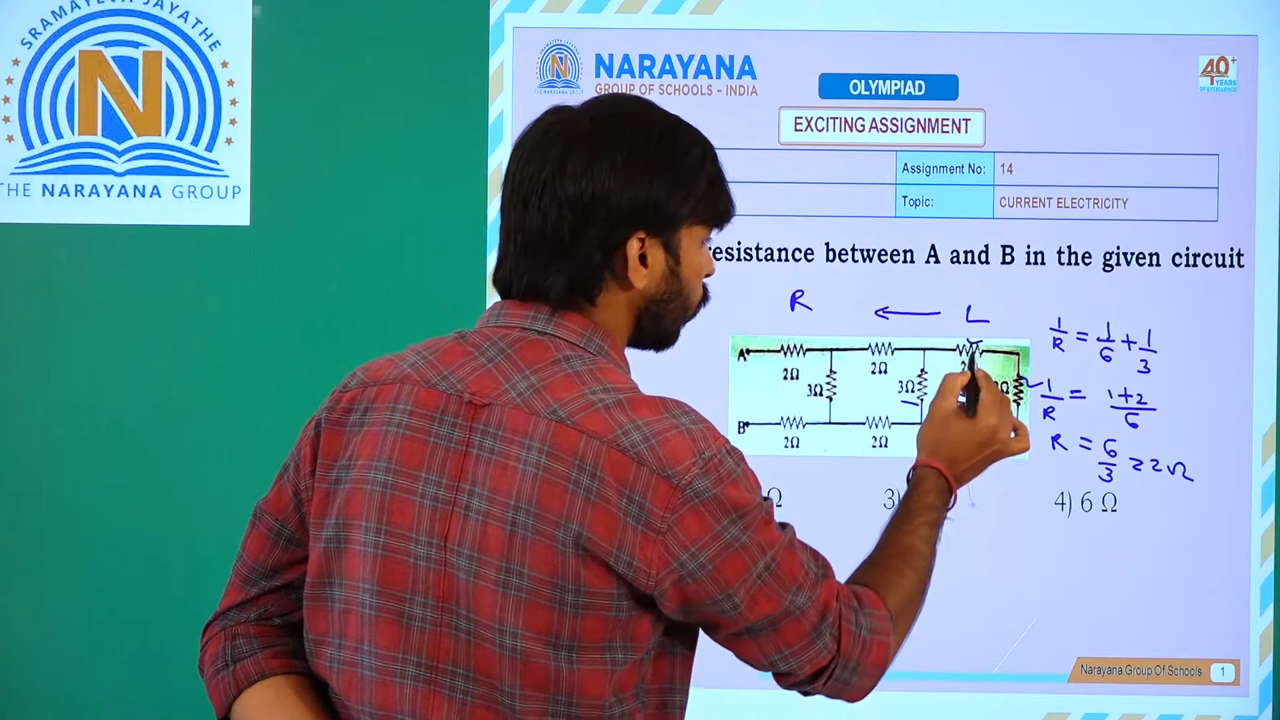 SRAMAYEVA JAYATHE
N
THE NARAYANA GROUP
NARAYANA
GROUP OF SCHOOLS - INDIA
40+
YEARS
OF EXCELLENCE
OLYMPIAD
EXCITING ASSIGNMENT
Assignment No: 14
Topic: CURRENT ELECTRICITY
esistance between A and B in the given circuit
R ← L
A 2Ω 2Ω
3Ω 3Ω
B 2Ω 2Ω
1/R = 1/6 + 1/3
1/R = 1+2/6
R = 6/3 = 2Ω
Ω 3) 4) 6 Ω
Narayana Group Of Schools 1